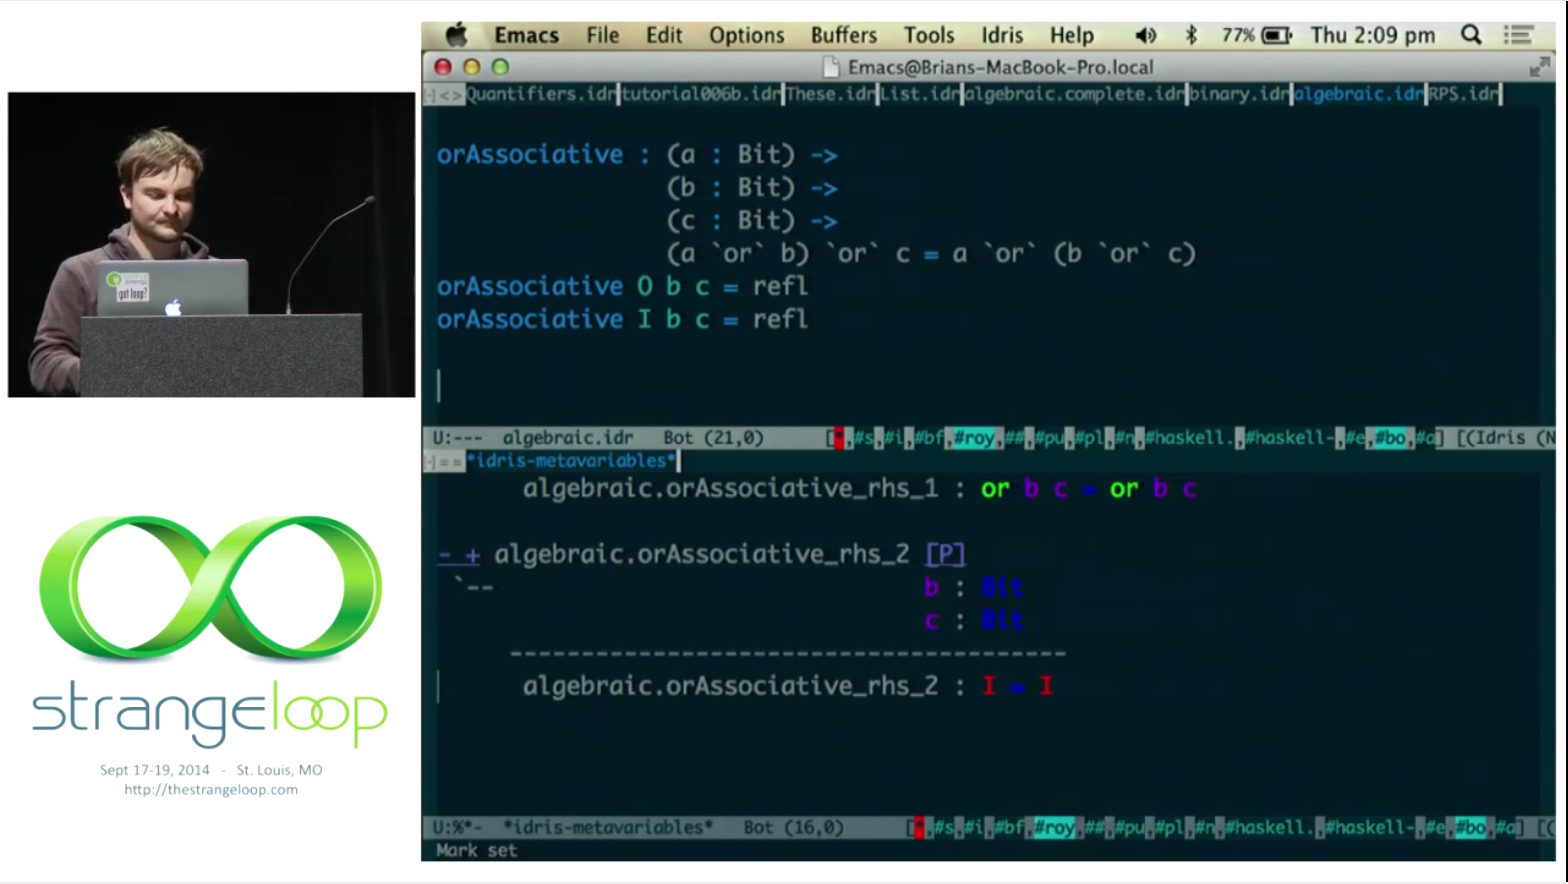 Emacs File Edit Options Buffers Tools Idris Help 77% Thu 2:09 pm
Emacs@Brians-MacBook-Pro.local
[-]<>Quantifiers.idr|tutorial006b.idr|These.idr|List.idr|algebraic.complete.idr|binary.idr|algebraic.idr|RPS.idr|
orAssociative : (a : Bit) ->
(b : Bit) ->
(c : Bit) ->
(a `or` b) `or` c = a `or` (b `or` c)
orAssociative O b c = refl
orAssociative I b c = refl
U:--- algebraic.idr Bot (21,0) [*,#s,#i,#bf,#roy,##,#pu,#pl,#n,#haskell.,#haskell-,#e,#bo,#a] [(Idris (N
[-]==*idris-metavariables*|
algebraic.orAssociative_rhs_1 : or b c = or b c
- + algebraic.orAssociative_rhs_2 [P]
`-- b : Bit
c : Bit
---------------------------------------
algebraic.orAssociative_rhs_2 : I = I
U:%*- *idris-metavariables* Bot (16,0) [*,#s,#i,#bf,#roy,##,#pu,#pl,#n,#haskell.,#haskell-,#e,#bo,#a] [(
Mark set
got loop?
strangeloop
Sept 17-19, 2014 - St. Louis, MO
http://thestrangeloop.com